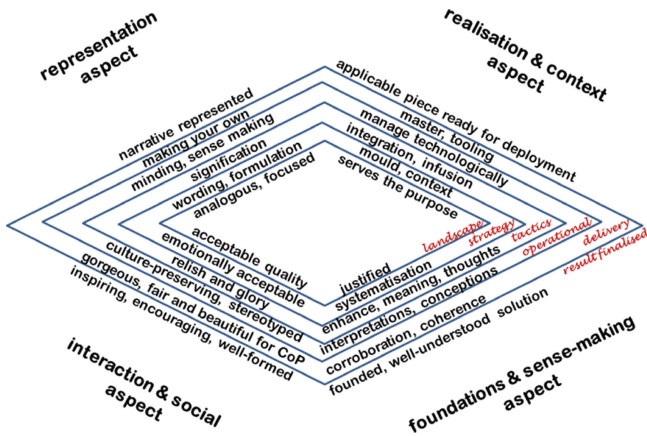 representation
aspect
realisation & context
aspect
narrative represented
making your own
minding, sense making
signification
wording, formulation
analogous, focused
applicable piece ready for deployment
master, tooling
manage technologically
integration, infusion
mould, context
serves the purpose
landscape
strategy
tactics
operational
delivery
result finalised
acceptable quality
emotionally acceptable
relish and glory
culture-preserving, stereotyped
gorgeous, fair and beautiful for CoP
inspiring, encouraging, well-formed
justified
systematisation
enhance, meaning, thoughts
interpretations, conceptions
corroboration, coherence
founded, well-understood solution
interaction & social
aspect
foundations & sense-making
aspect